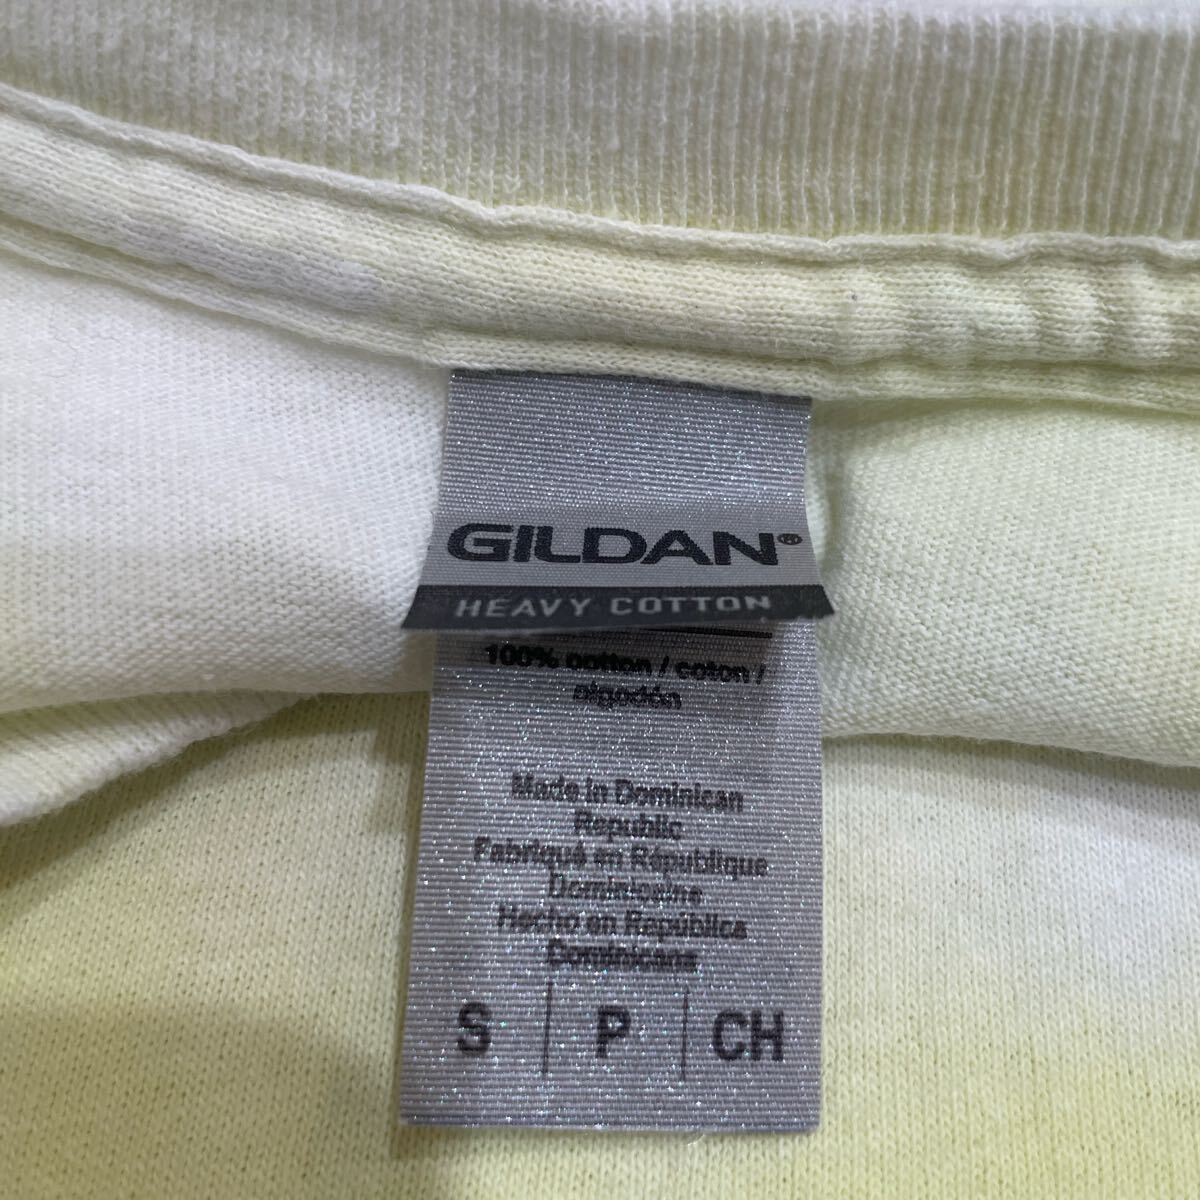 GILDAN®
HEAVY COTTON
100% cotton / coton /
algodón
Made in Dominican
Republic
Fabriqué en République
Dominicaine
Hecho en República
Dominicana
S | P | CH